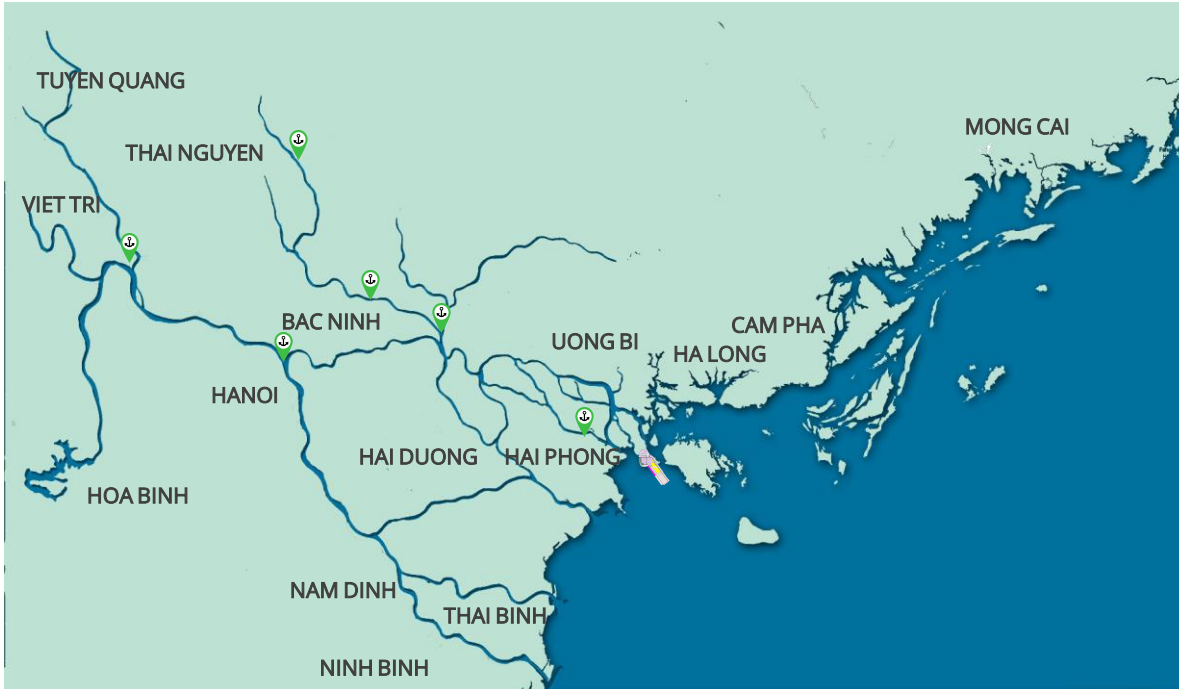 TUYEN QUANG
MONG CAI
THAI NGUYEN
VIET TRI
BAC NINH
CAM PHA
UONG BI
HA LONG
HANOI
HAI DUONG
HAI PHONG
HOA BINH
NAM DINH
THAI BINH
NINH BINH